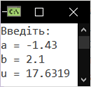 Введіть:
a = -1.43
b = 2.1
u = 17.6319